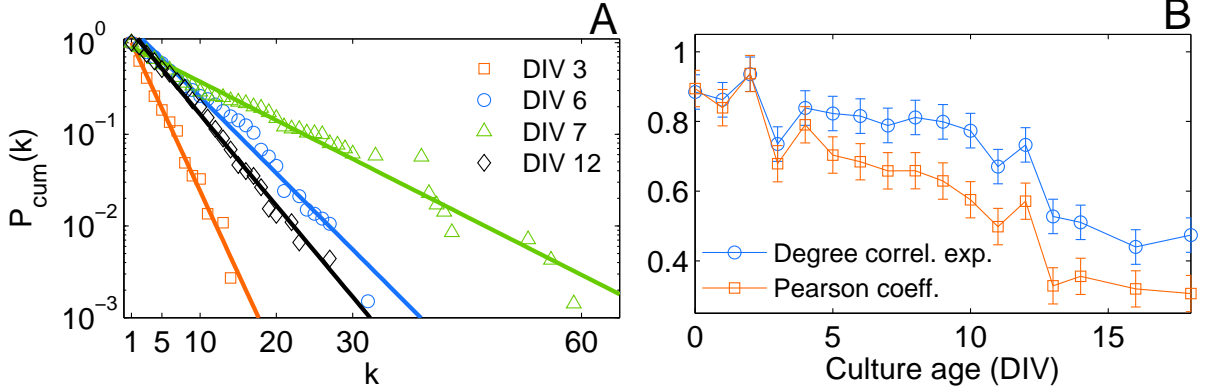 A
B
10^0
10^-1
10^-2
10^-3
P_cum(k)
1 5 10 20 30 60
k
DIV 3
DIV 6
DIV 7
DIV 12
1
0.8
0.6
0.4
0 5 10 15
Culture age (DIV)
Degree correl. exp.
Pearson coeff.